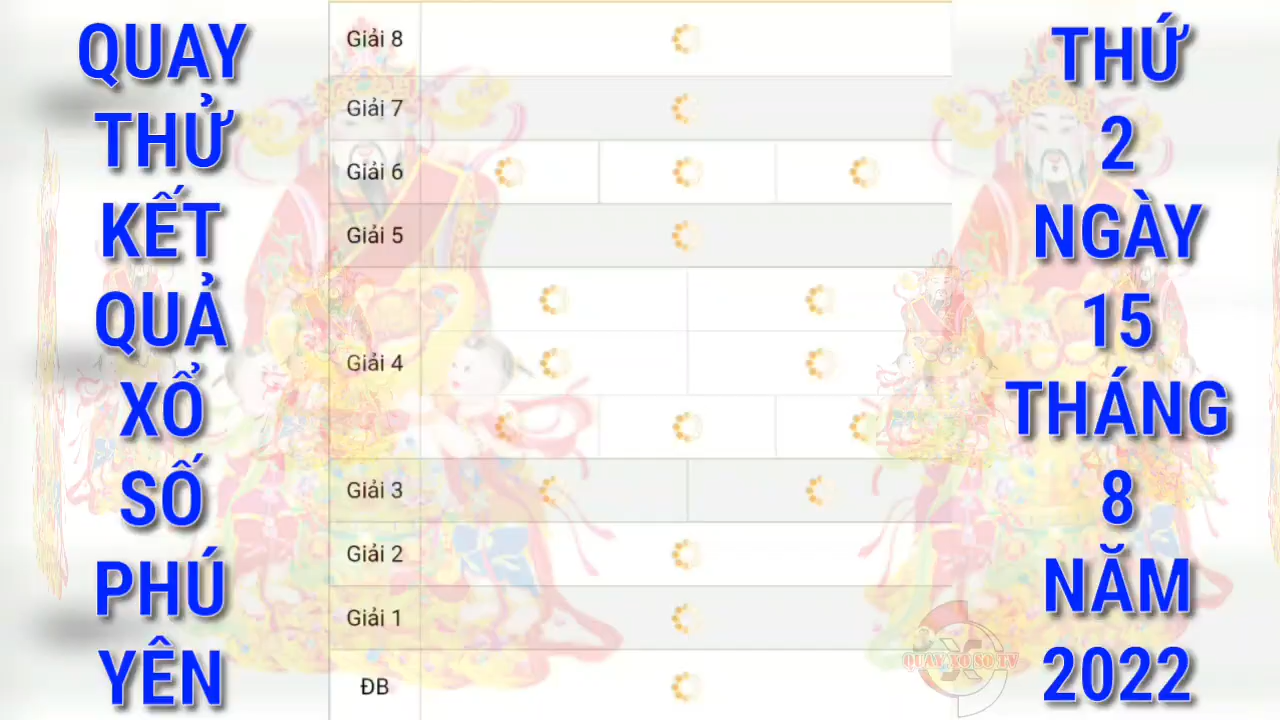 QUAY
THỬ
KẾT
QUẢ
XỔ
SỐ
PHÚ
YÊN
Giải 8
Giải 7
Giải 6
Giải 5
Giải 4
Giải 3
Giải 2
Giải 1
ĐB
THỨ
2
NGÀY
15
THÁNG
8
NĂM
2022
QUAY XO SO TV